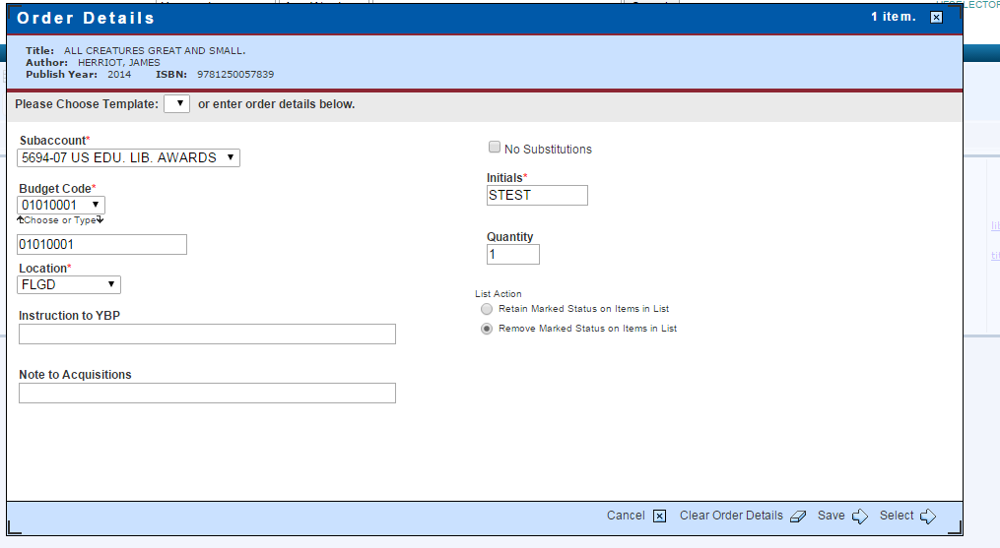 Order Details
1 item.
Title: ALL CREATURES GREAT AND SMALL.
Author: HERRIOT, JAMES
Publish Year: 2014 ISBN: 9781250057839
Please Choose Template: or enter order details below.
Subaccount*
5694-07 US EDU. LIB. AWARDS
Budget Code*
01010001
Choose or Type
01010001
Location*
FLGD
Instruction to YBP
Note to Acquisitions
No Substitutions
Initials*
STEST
Quantity
1
List Action
Retain Marked Status on Items in List
Remove Marked Status on Items in List
Cancel Clear Order Details Save Select